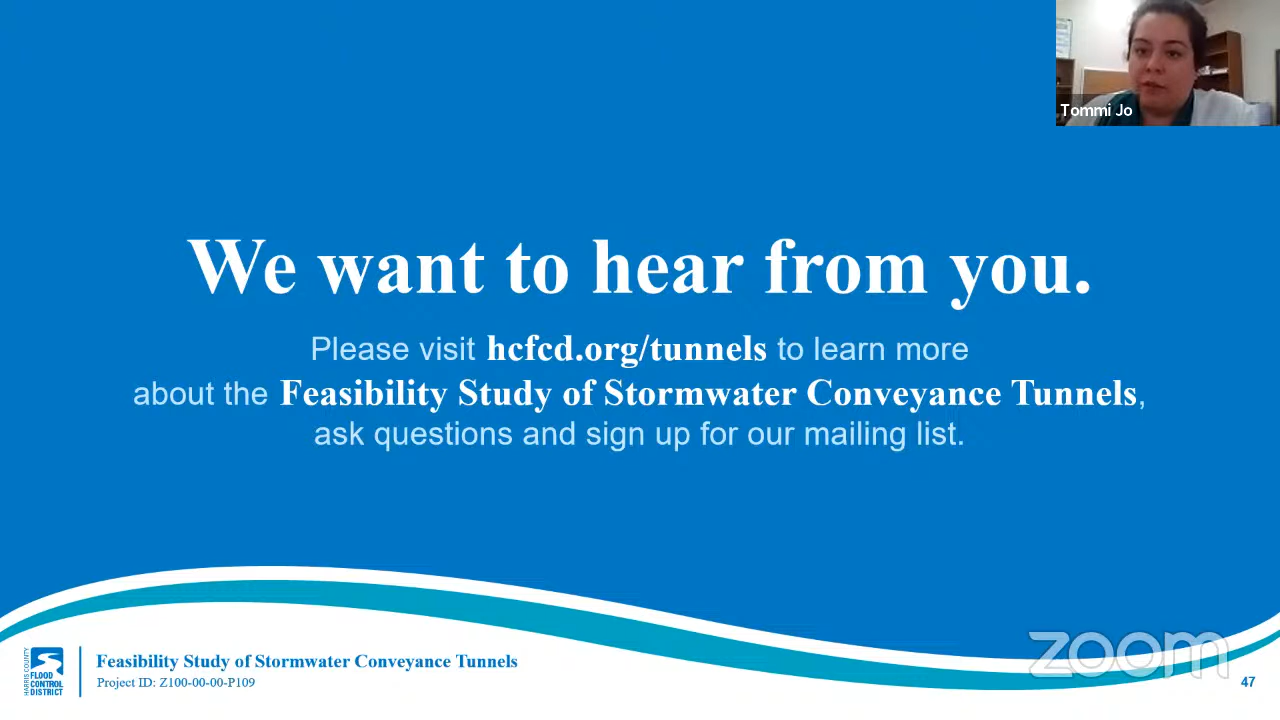 Tommi Jo
We want to hear from you.
Please visit hcfcd.org/tunnels to learn more
about the Feasibility Study of Stormwater Conveyance Tunnels,
ask questions and sign up for our mailing list.
HARRIS COUNTY
FLOOD
CONTROL
DISTRICT
Feasibility Study of Stormwater Conveyance Tunnels
Project ID: Z100-00-00-P109
zoom
47